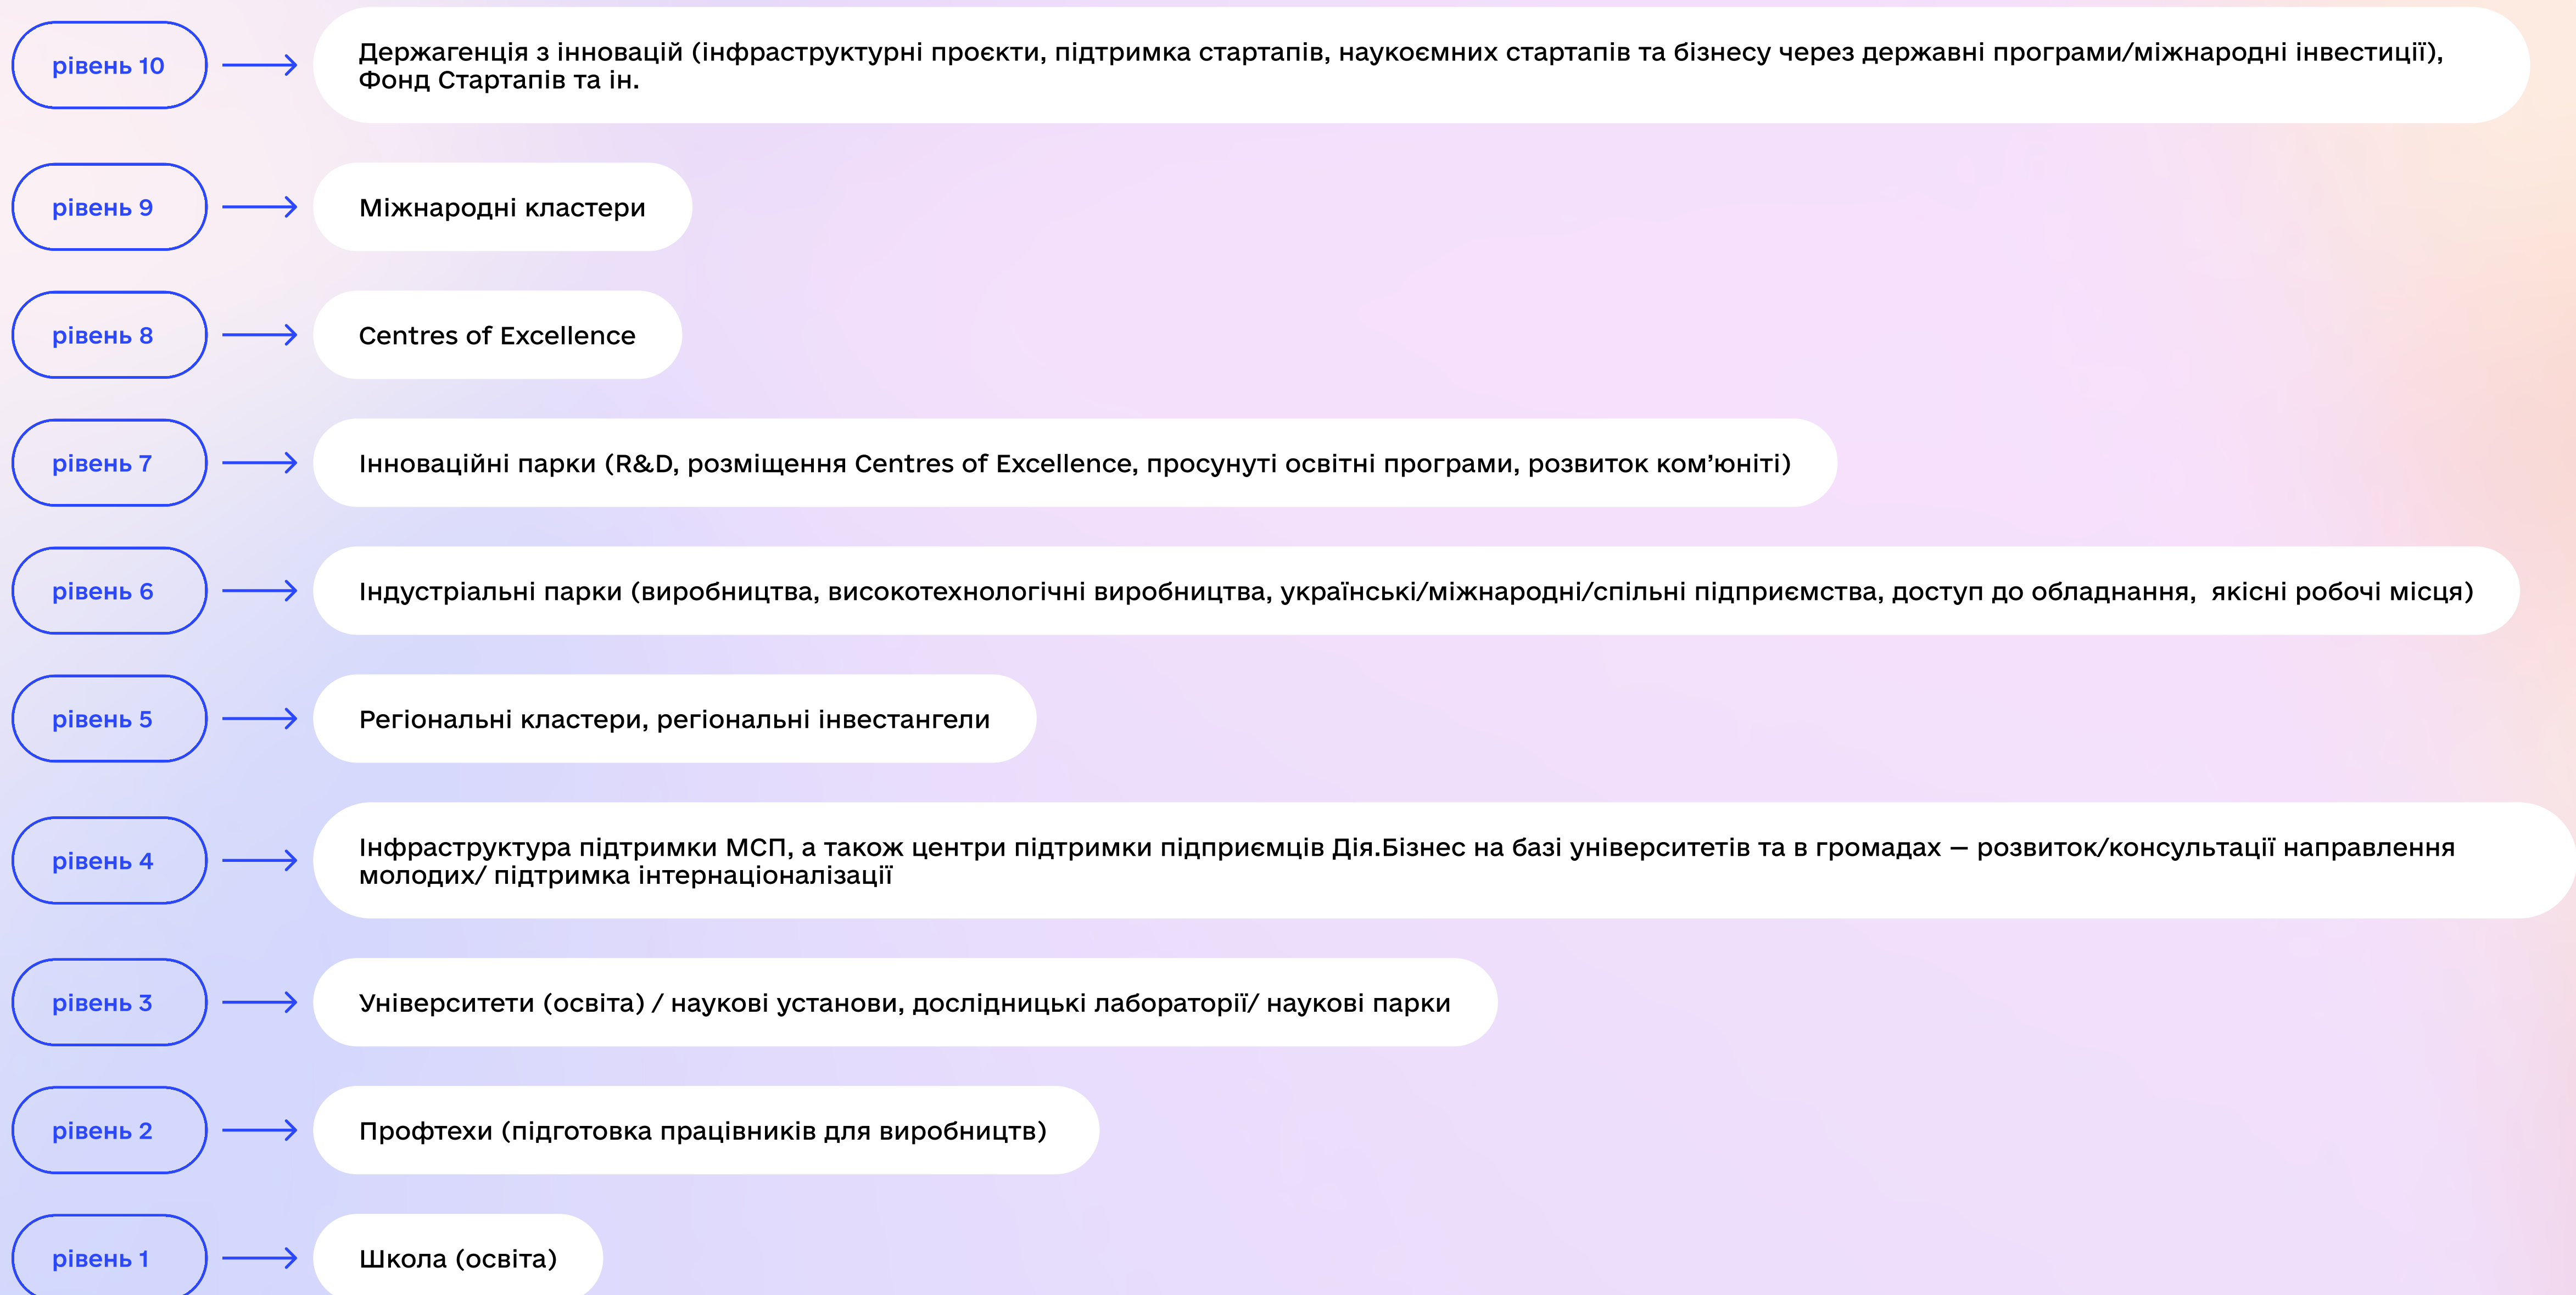 рівень 10
Держагенція з інновацій (інфраструктурні проєкти, підтримка стартапів, наукоємних стартапів та бізнесу через державні програми/міжнародні інвестиції),
Фонд Стартапів та ін.
рівень 9
Міжнародні кластери
рівень 8
Centres of Excellence
рівень 7
Інноваційні парки (R&D, розміщення Centres of Excellence, просунуті освітні програми, розвиток ком’юніті)
рівень 6
Індустріальні парки (виробництва, високотехнологічні виробництва, українські/міжнародні/спільні підприємства, доступ до обладнання,  якісні робочі місця)
рівень 5
Регіональні кластери, регіональні інвестангели
рівень 4
Інфраструктура підтримки МСП, а також центри підтримки підприємців Дія.Бізнес на базі університетів та в громадах — розвиток/консультації направлення
молодих/ підтримка інтернаціоналізації
рівень 3
Університети (освіта) / наукові установи, дослідницькі лабораторії/ наукові парки
рівень 2
Профтехи (підготовка працівників для виробництв)
рівень 1
Школа (освіта)